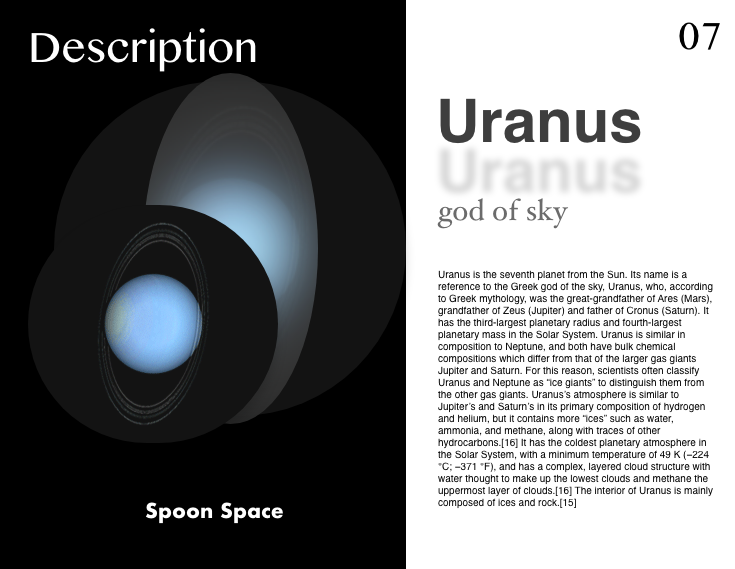 Description
Spoon Space
07
Uranus
Uranus
god of sky
Uranus is the seventh planet from the Sun. Its name is a
reference to the Greek god of the sky, Uranus, who, according
to Greek mythology, was the great-grandfather of Ares (Mars),
grandfather of Zeus (Jupiter) and father of Cronus (Saturn). It
has the third-largest planetary radius and fourth-largest
planetary mass in the Solar System. Uranus is similar in
composition to Neptune, and both have bulk chemical
compositions which differ from that of the larger gas giants
Jupiter and Saturn. For this reason, scientists often classify
Uranus and Neptune as “ice giants” to distinguish them from
the other gas giants. Uranus’s atmosphere is similar to
Jupiter’s and Saturn’s in its primary composition of hydrogen
and helium, but it contains more “ices” such as water,
ammonia, and methane, along with traces of other
hydrocarbons.[16] It has the coldest planetary atmosphere in
the Solar System, with a minimum temperature of 49 K (−224
°C; −371 °F), and has a complex, layered cloud structure with
water thought to make up the lowest clouds and methane the
uppermost layer of clouds.[16] The interior of Uranus is mainly
composed of ices and rock.[15]